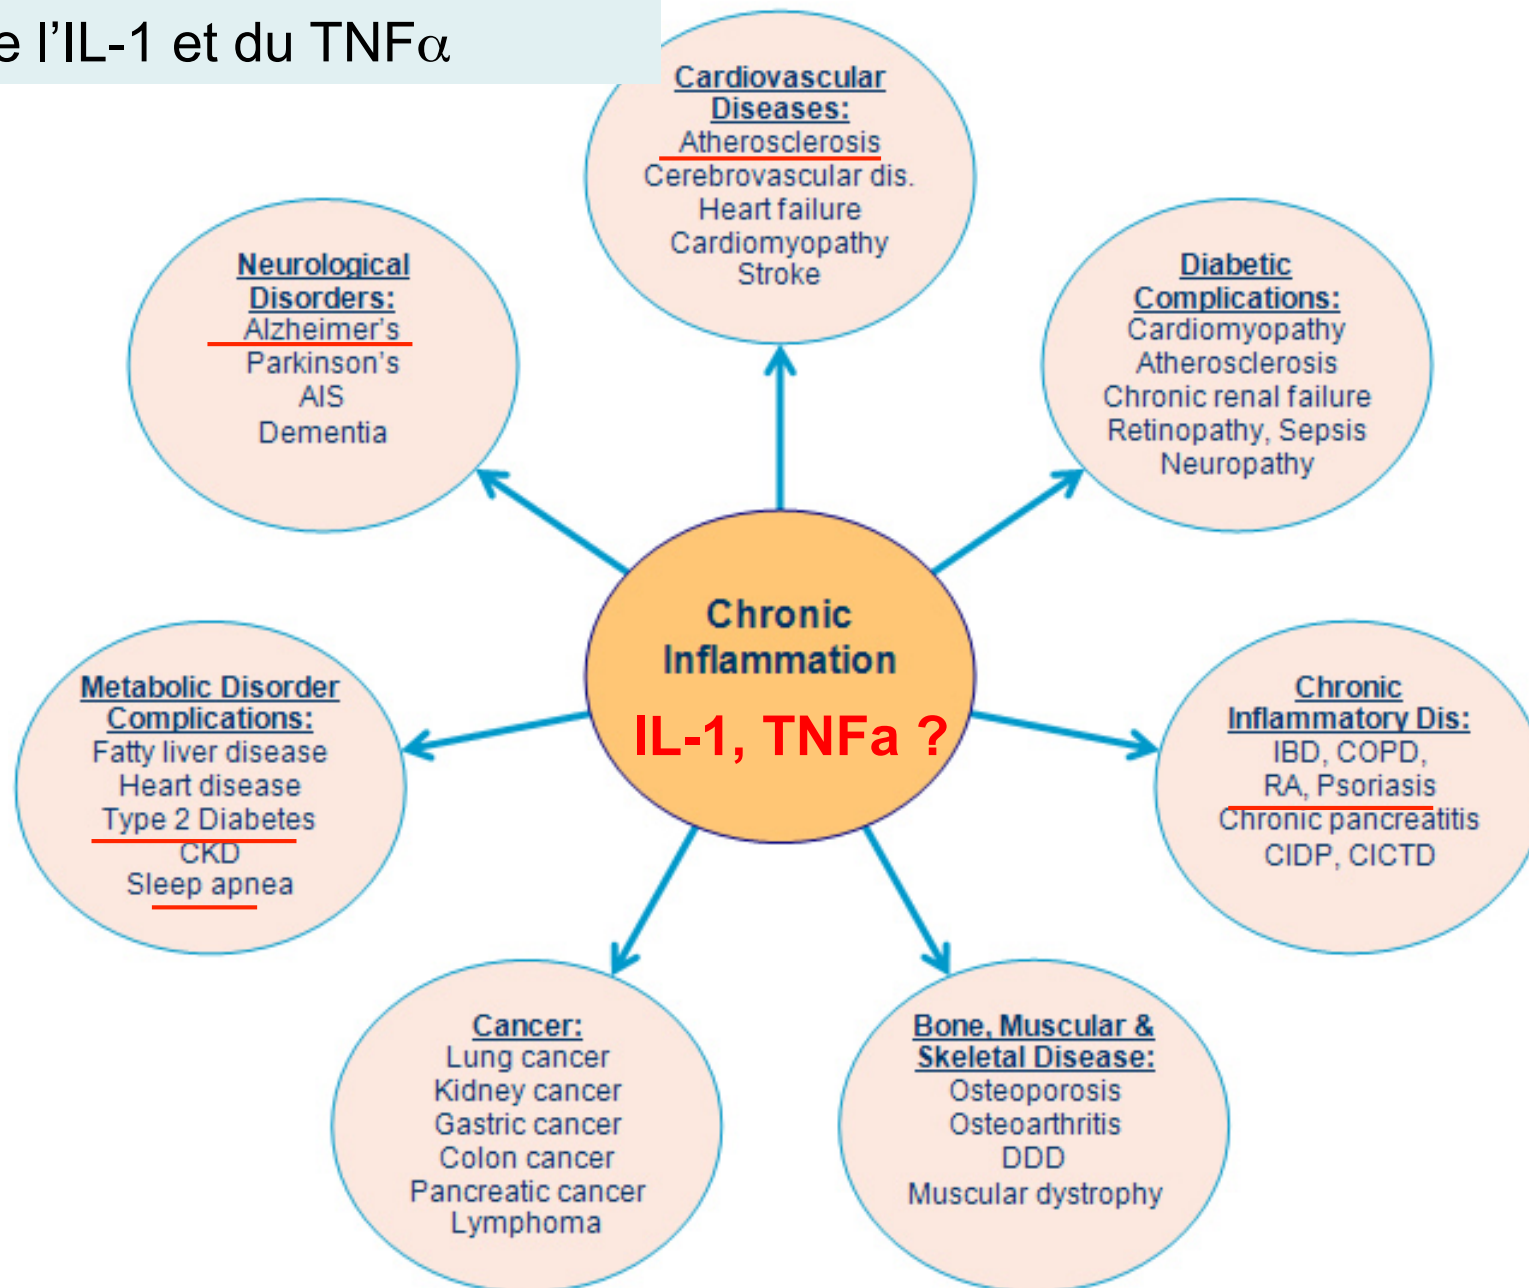 e l’IL-1 et du TNFα
Cardiovascular
Diseases:
Atherosclerosis
Cerebrovascular dis.
Heart failure
Cardiomyopathy
Stroke
Neurological
Disorders:
Alzheimer’s
Parkinson’s
AIS
Dementia
Diabetic
Complications:
Cardiomyopathy
Atherosclerosis
Chronic renal failure
Retinopathy, Sepsis
Neuropathy
Chronic
Inflammation
IL-1, TNFa ?
Metabolic Disorder
Complications:
Fatty liver disease
Heart disease
Type 2 Diabetes
CKD
Sleep apnea
Chronic
Inflammatory Dis:
IBD, COPD,
RA, Psoriasis
Chronic pancreatitis
CIDP, CICTD
Cancer:
Lung cancer
Kidney cancer
Gastric cancer
Colon cancer
Pancreatic cancer
Lymphoma
Bone, Muscular &
Skeletal Disease:
Osteoporosis
Osteoarthritis
DDD
Muscular dystrophy